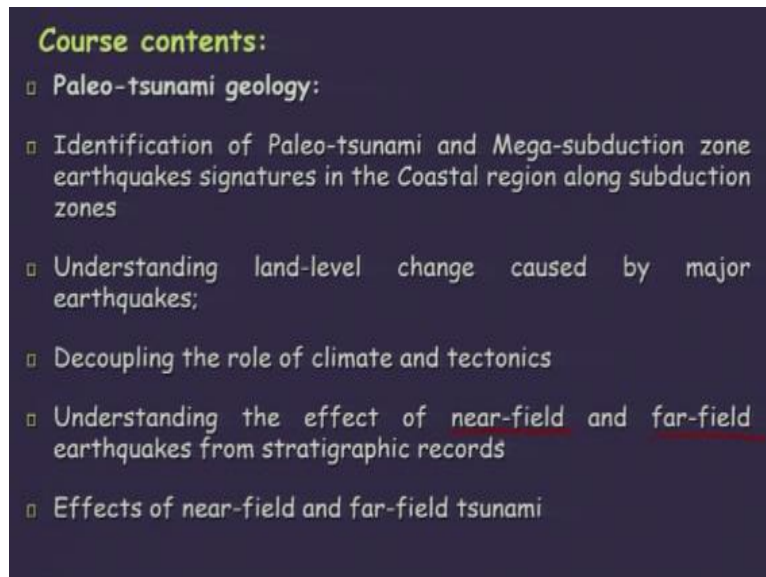 Course contents:
Paleo-tsunami geology:
Identification of Paleo-tsunami and Mega-subduction zone
earthquakes signatures in the Coastal region along subduction
zones
Understanding land-level change caused by major
earthquakes;
Decoupling the role of climate and tectonics
Understanding the effect of near-field and far-field
earthquakes from stratigraphic records
Effects of near-field and far-field tsunami